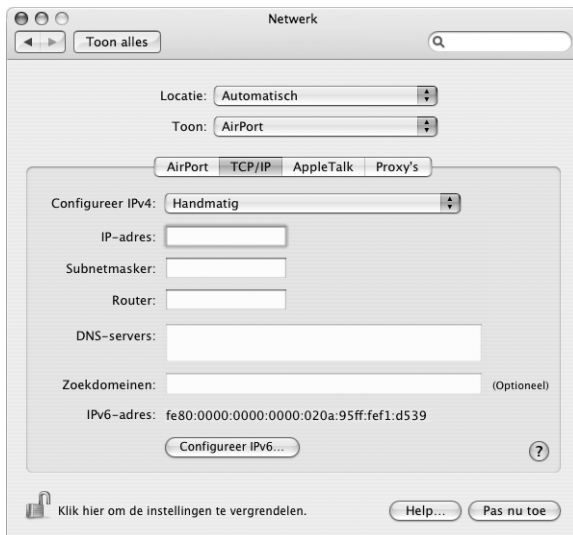 Netwerk
Toon alles
Locatie: Automatisch
Toon: AirPort
AirPort TCP/IP AppleTalk Proxy's
Configureer IPv4: Handmatig
IP-adres:
Subnetmasker:
Router:
DNS-servers:
Zoekdomeinen: (Optioneel)
IPv6-adres: fe80:0000:0000:0000:020a:95ff:fef1:d539
Configureer IPv6...
?
Klik hier om de instellingen te vergrendelen. Help... Pas nu toe